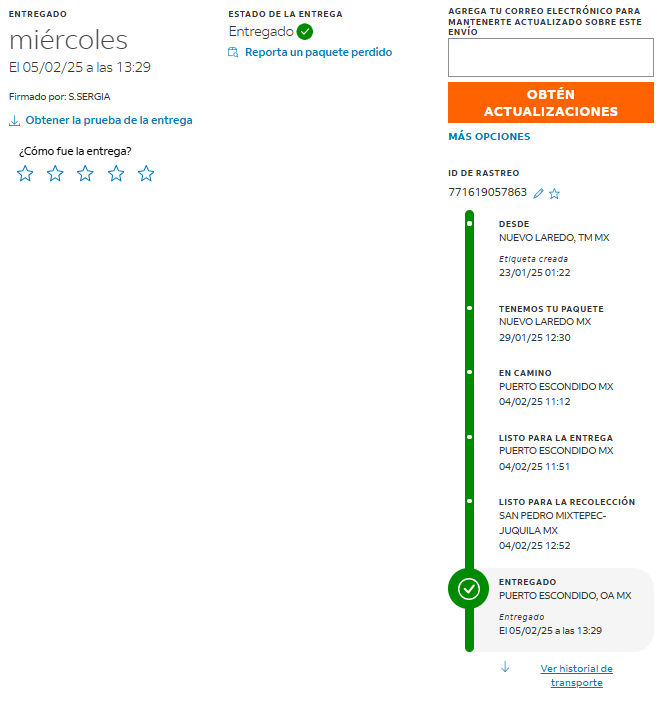 ENTREGADO
miércoles
El 05/02/25 a las 13:29
Firmado por: S.SERGIA
Obtener la prueba de la entrega
¿Cómo fue la entrega?
ESTADO DE LA ENTREGA
Entregado
Reporta un paquete perdido
AGREGA TU CORREO ELECTRÓNICO PARA
MANTENERTE ACTUALIZADO SOBRE ESTE
ENVÍO
OBTÉN
ACTUALIZACIONES
MÁS OPCIONES
ID DE RASTREO
771619057863
DESDE
NUEVO LAREDO, TM MX
Etiqueta creada
23/01/25 01:22
TENEMOS TU PAQUETE
NUEVO LAREDO MX
29/01/25 12:30
EN CAMINO
PUERTO ESCONDIDO MX
04/02/25 11:12
LISTO PARA LA ENTREGA
PUERTO ESCONDIDO MX
04/02/25 11:51
LISTO PARA LA RECOLECCIÓN
SAN PEDRO MIXTEPEC-
JUQUILA MX
04/02/25 12:52
ENTREGADO
PUERTO ESCONDIDO, OA MX
Entregado
El 05/02/25 a las 13:29
Ver historial de
transporte